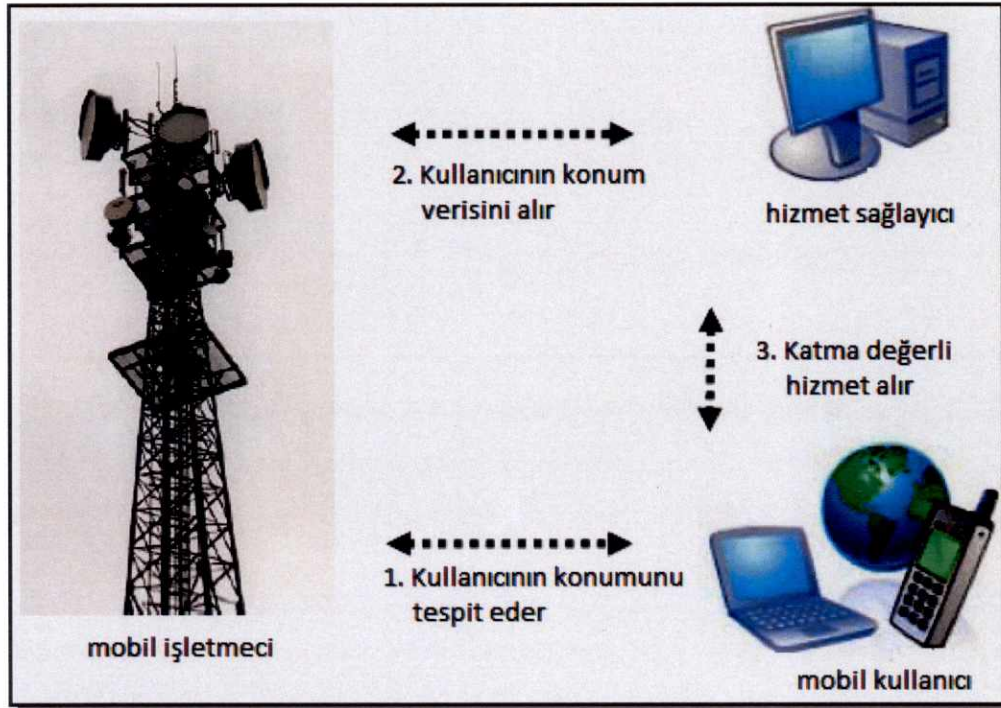 2. Kullanıcının konum
verisini alır
hizmet sağlayıcı
3. Katma değerli
hizmet alır
1. Kullanıcının konumunu
tespit eder
mobil işletmeci
mobil kullanıcı